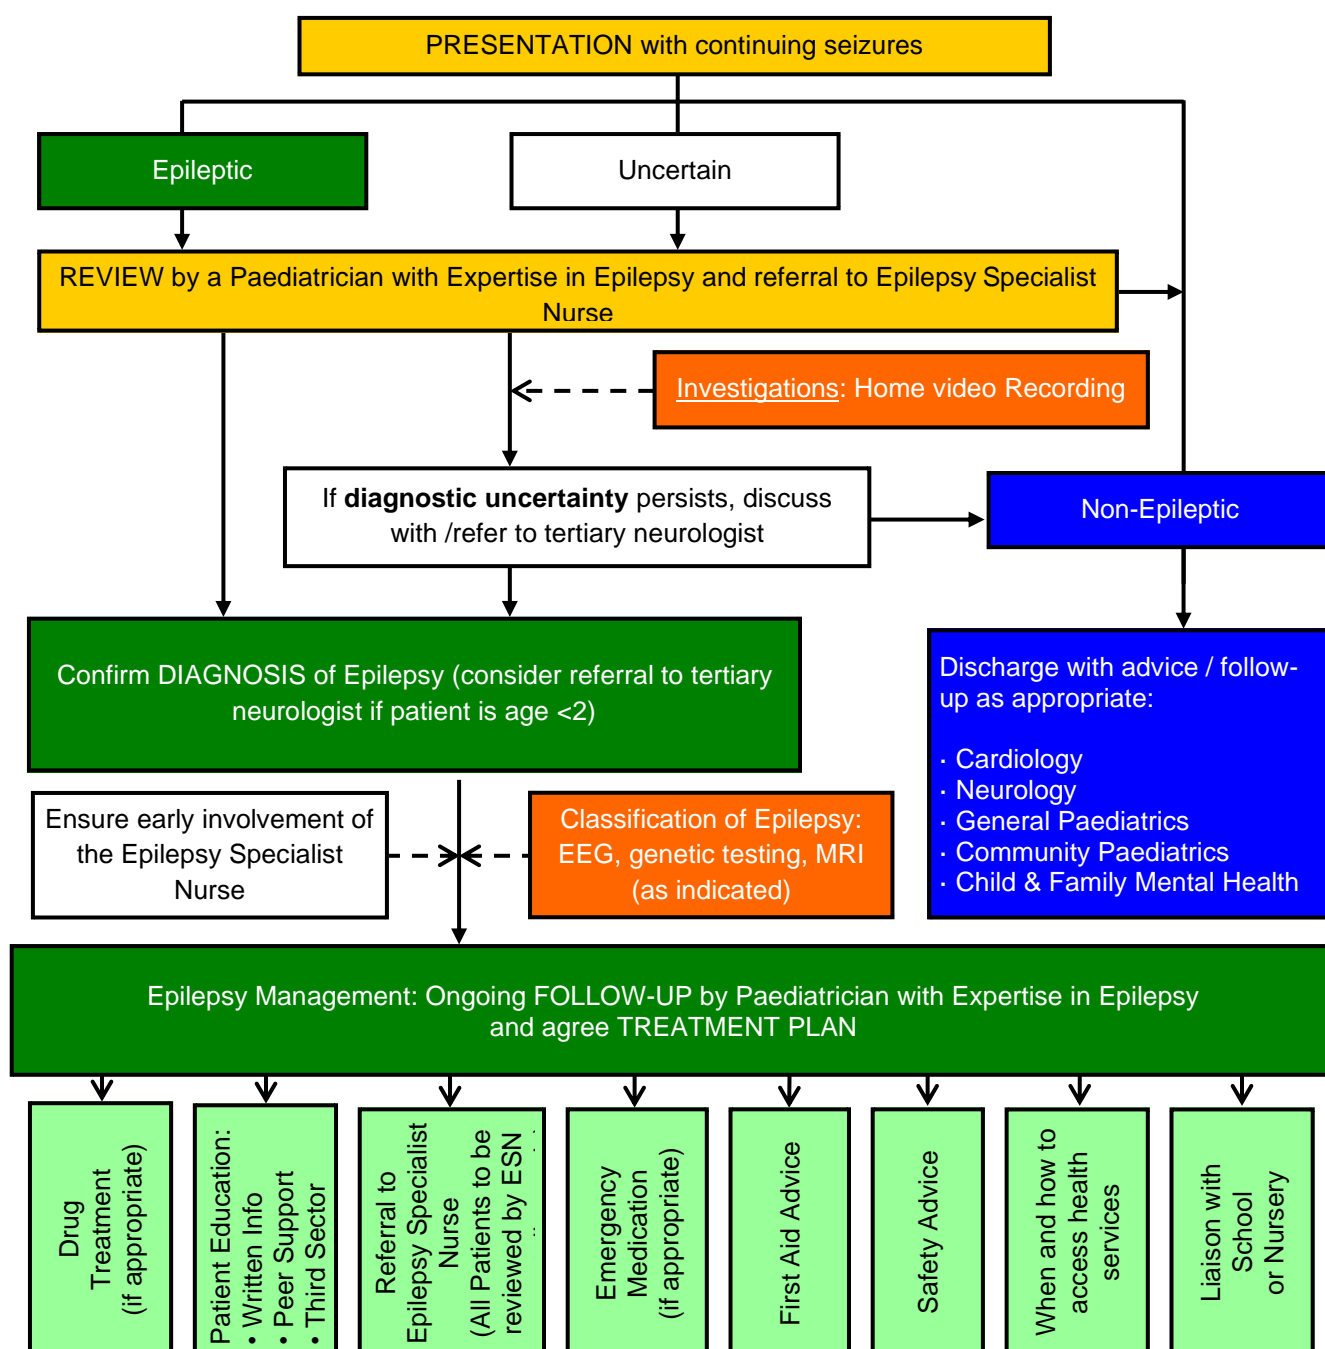 PRESENTATION with continuing seizures
Epileptic
Uncertain
REVIEW by a Paediatrician with Expertise in Epilepsy and referral to Epilepsy Specialist
Nurse
Investigations: Home video Recording
If diagnostic uncertainty persists, discuss
with /refer to tertiary neurologist
Non-Epileptic
Confirm DIAGNOSIS of Epilepsy (consider referral to tertiary
neurologist if patient is age <2)
Discharge with advice / follow-
up as appropriate:
· Cardiology
· Neurology
· General Paediatrics
· Community Paediatrics
· Child & Family Mental Health
Ensure early involvement of
the Epilepsy Specialist
Nurse
Classification of Epilepsy:
EEG, genetic testing, MRI
(as indicated)
Epilepsy Management: Ongoing FOLLOW-UP by Paediatrician with Expertise in Epilepsy
and agree TREATMENT PLAN
Drug
Treatment
(if appropriate)
Patient Education:
• Written Info
• Peer Support
• Third Sector
Referral to
Epilepsy Specialist
Nurse
(All Patients to be
reviewed by ESN
Emergency
Medication
(if appropriate)
First Aid Advice
Safety Advice
When and how to
access health
services
Liaison with
School
or Nursery